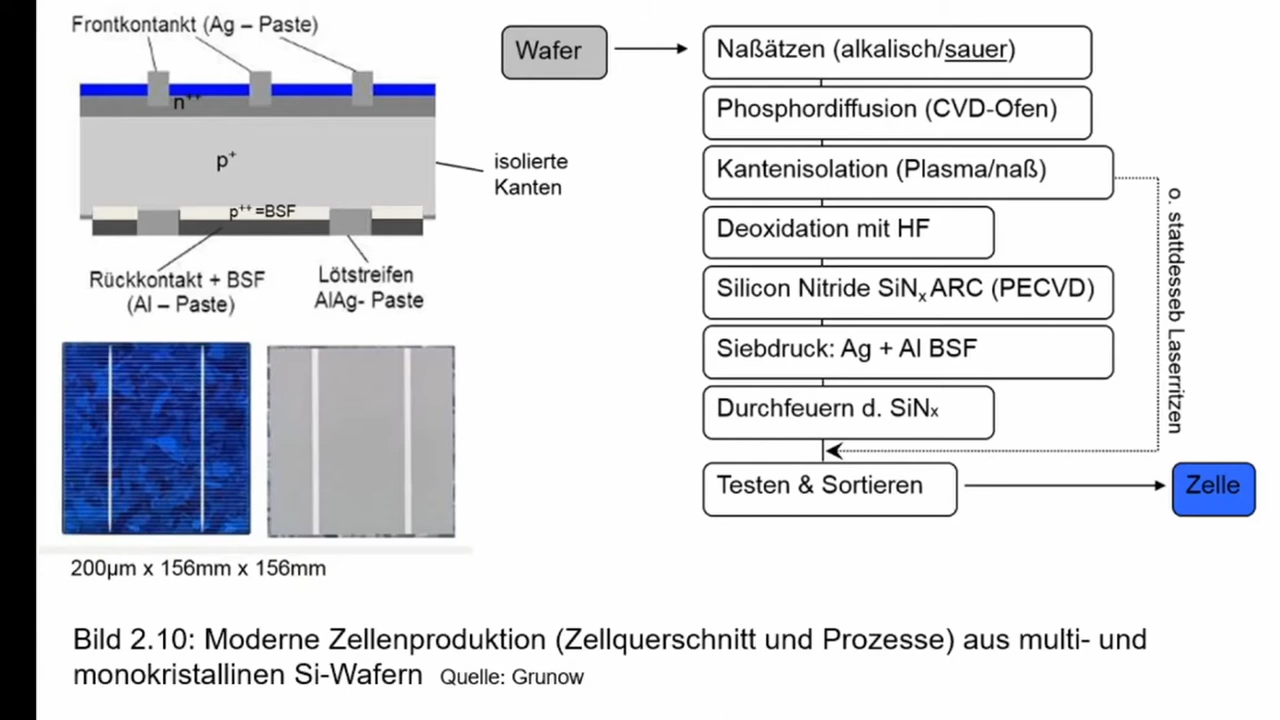 Frontkontankt (Ag – Paste)
n⁺⁺
p⁺
isolierte
Kanten
p⁺⁺=BSF
Rückkontakt + BSF
(Al – Paste)
Lötstreifen
AlAg- Paste
200µm x 156mm x 156mm
Wafer
Naßätzen (alkalisch/sauer)
Phosphordiffusion (CVD-Ofen)
Kantenisolation (Plasma/naß)
Deoxidation mit HF
Silicon Nitride SiNₓ ARC (PECVD)
Siebdruck: Ag + Al BSF
Durchfeuern d. SiNₓ
Testen & Sortieren
o. stattdesseb Laserritzen
Zelle
Bild 2.10: Moderne Zellenproduktion (Zellquerschnitt und Prozesse) aus multi- und
monokristallinen Si-Wafern Quelle: Grunow